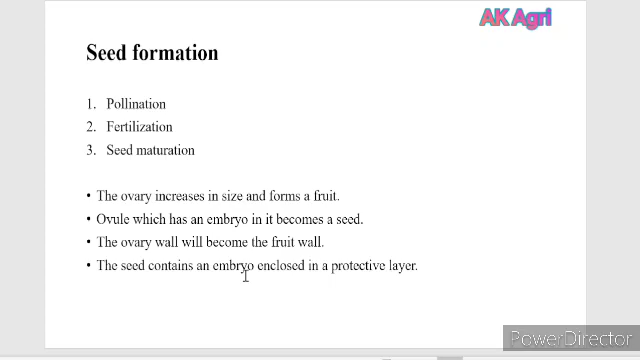 AK Agri
Seed formation
1. Pollination
2. Fertilization
3. Seed maturation
• The ovary increases in size and forms a fruit.
• Ovule which has an embryo in it becomes a seed.
• The ovary wall will become the fruit wall.
• The seed contains an embryo enclosed in a protective layer.
PowerDirector